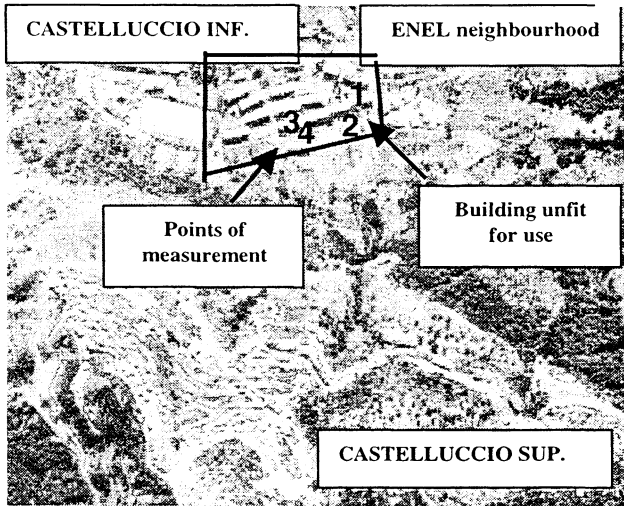 CASTELLUCCIO INF.
ENEL neighbourhood
1
2
3
4
Points of
measurement
Building unfit
for use
CASTELLUCCIO SUP.